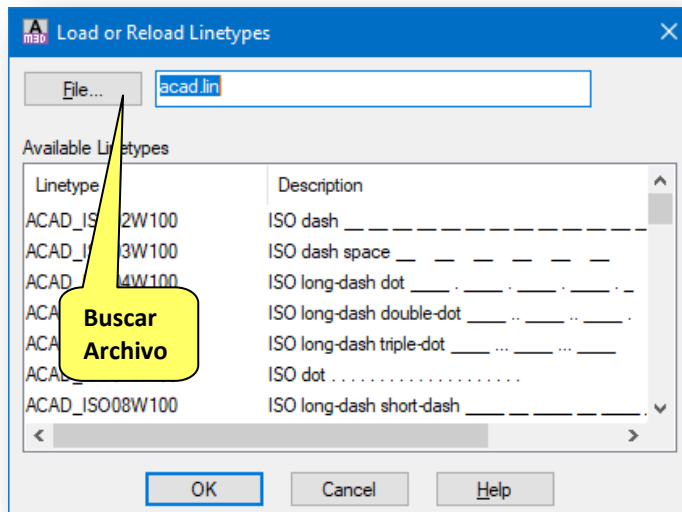 A
M3D
Load or Reload Linetypes
File...
acad.lin
Available Linetypes
Linetype Description
ACAD_ISO02W100 ISO dash __ __ __ __ __ __ __ __ __ __ __ __ __
ACAD_ISO03W100 ISO dash space __ __ __ __ __ __
ACAD_ISO04W100 ISO long-dash dot ____ . ____ . ____ . ____ . _
ISO long-dash double-dot ____ .. ____ .. ____ .
ISO long-dash triple-dot ____ ... ____ ... ____
ISO dot . . . . . . . . . . . . . . . . . . . .
ACAD_ISO08W100 ISO long-dash short-dash ____ __ ____ __ ____ .
Buscar
Archivo
OK Cancel Help